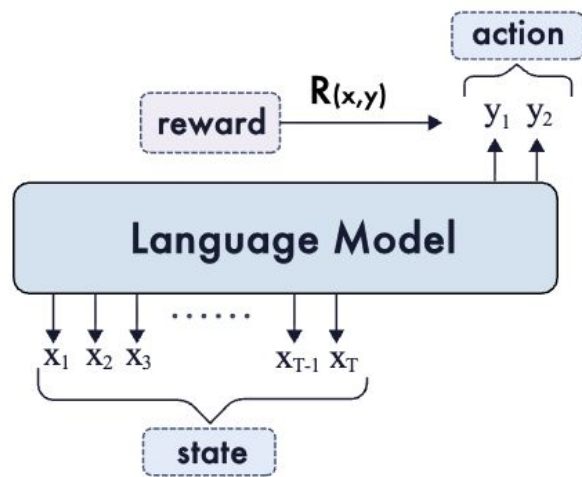 action
R(x,y)
reward
y1 y2
Language Model
x1 x2 x3 ...... xT-1 xT
state